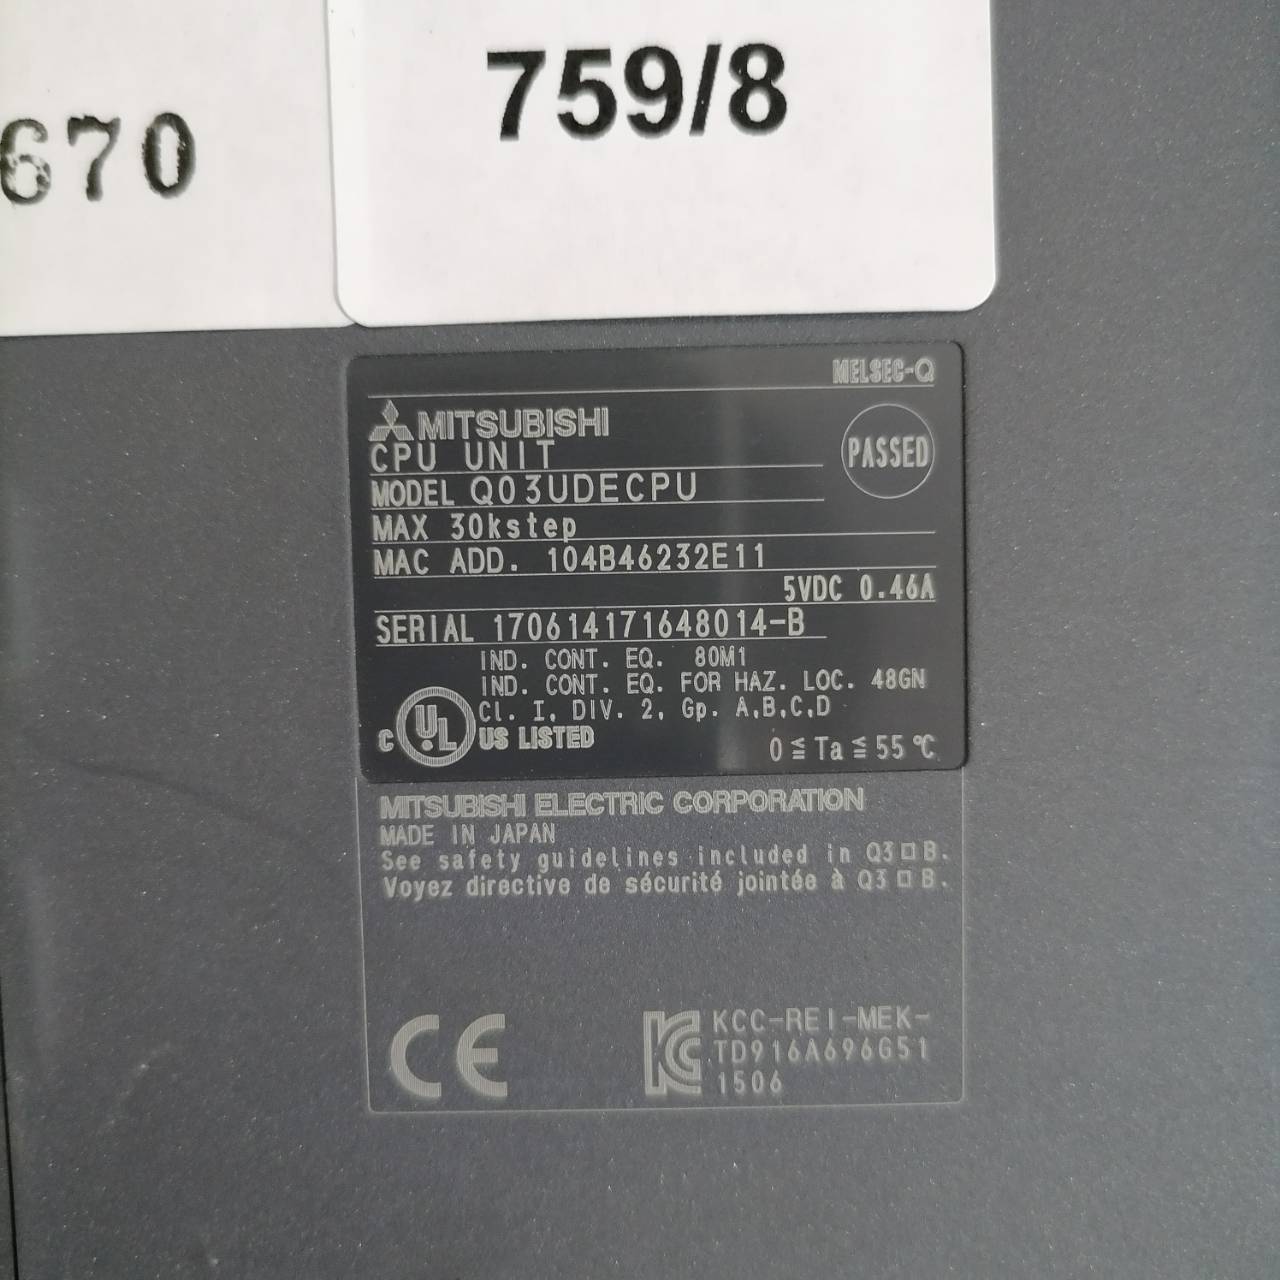 670
759/8
MELSEC-Q
MITSUBISHI
CPU UNIT
PASSED
MODEL Q03UDECPU
MAX 30kstep
MAC ADD. 104B46232E11
5VDC 0.46A
SERIAL 170614171648014-B
IND. CONT. EQ. 80M1
IND. CONT. EQ. FOR HAZ. LOC. 48GN
Cl. I, DIV. 2, Gp. A,B,C,D
C UL US LISTED
0≦Ta≦55℃
MITSUBISHI ELECTRIC CORPORATION
MADE IN JAPAN
See safety guidelines included in Q3□B.
Voyez directive de sécurité jointée à Q3□B.
CE
KCC-REI-MEK-
TD916A696G51
1506